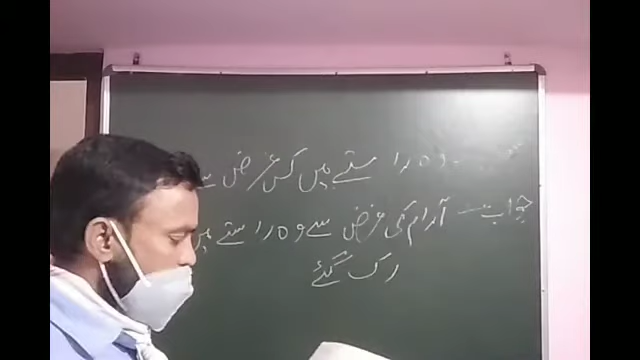 وہ راستے میں کس غرض سے
جواب — آرام کی غرض سے وہ راستے میں
رک گئے